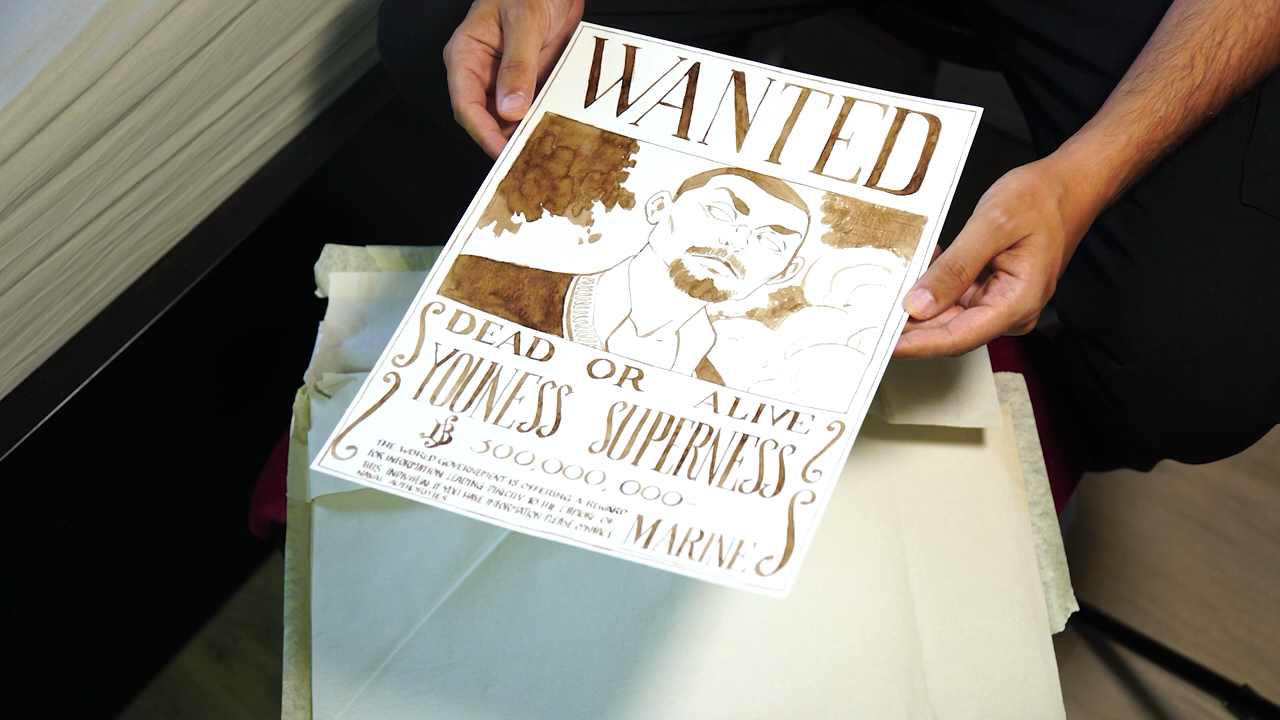 WANTED
DEAD OR ALIVE
YOUNESS SUPERNESS
฿ 300,000,000-
THE WORLD GOVERNEMENT IS OFFERING A REWARD
FOR INFORMATION LEADING DIRECTLY TO THE CAPTURE OF
THIS INDIVIDUAL. IF YOU HAVE INFORMATION PLEASE CONTACT
NAVAL AUTHORITIES
MARINE